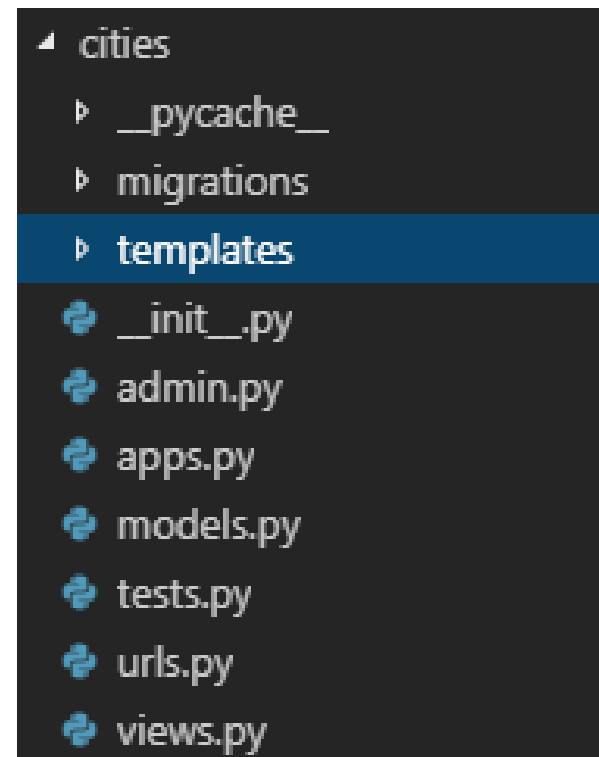 cities
__pycache__
migrations
templates
__init__.py
admin.py
apps.py
models.py
tests.py
urls.py
views.py